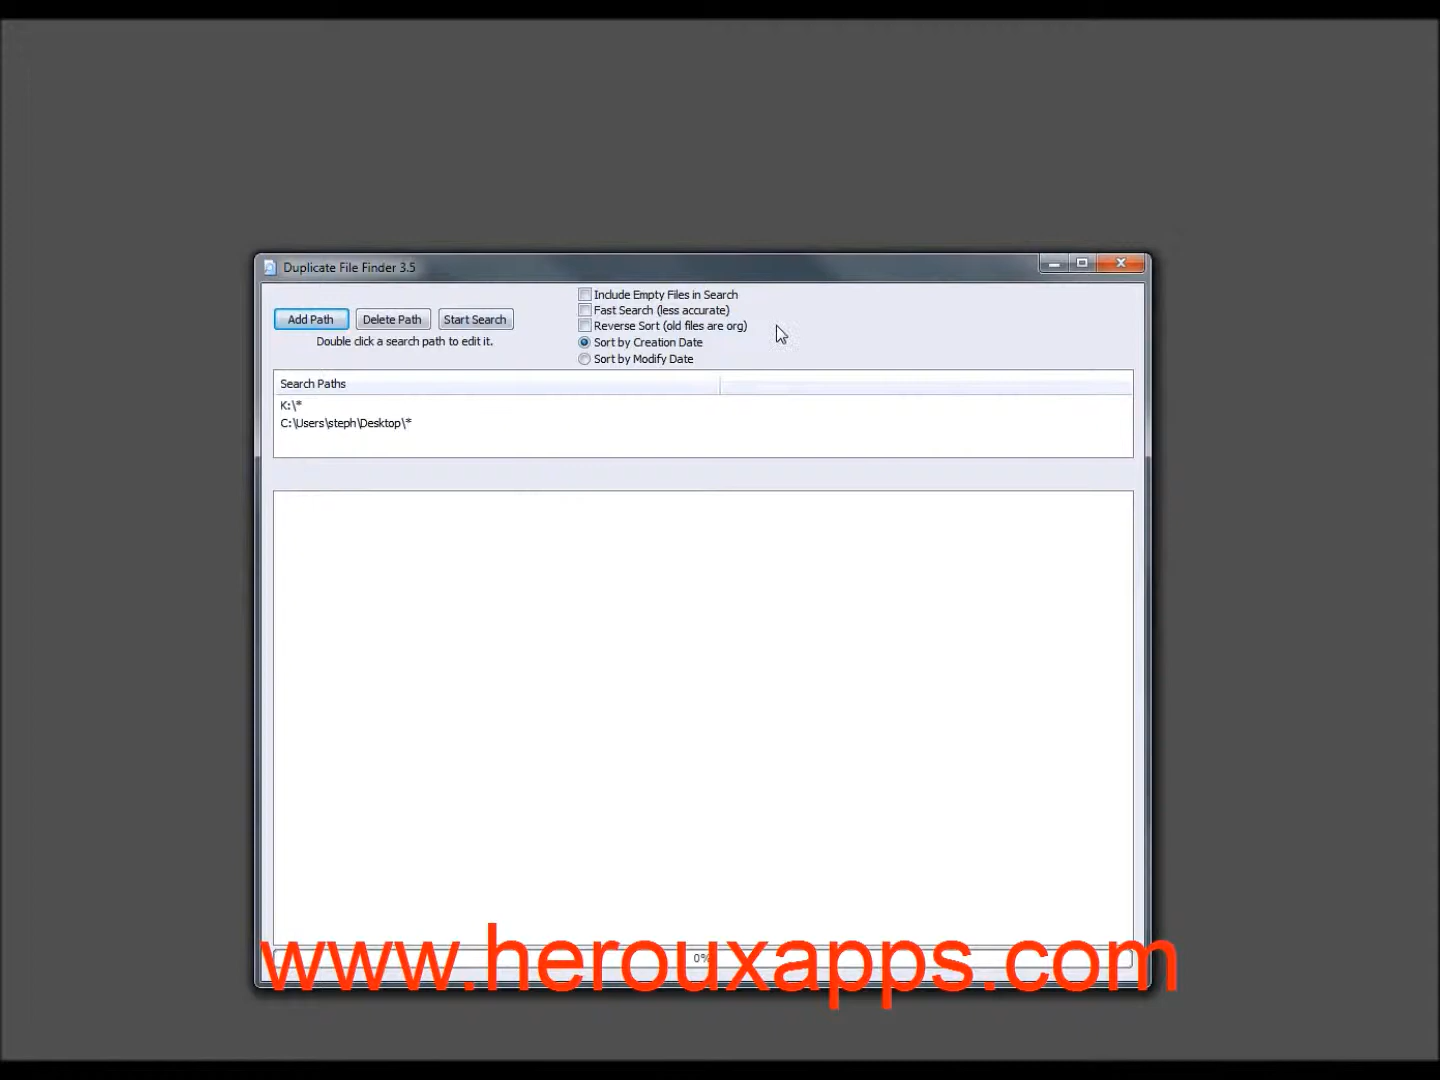 Duplicate File Finder 3.5
Include Empty Files in Search
Fast Search (less accurate)
Reverse Sort (old files are org)
Sort by Creation Date
Sort by Modify Date
Add Path
Delete Path
Start Search
Double click a search path to edit it.
Search Paths
K:\*
C:\Users\steph\Desktop\*
0%
www.herouxapps.com